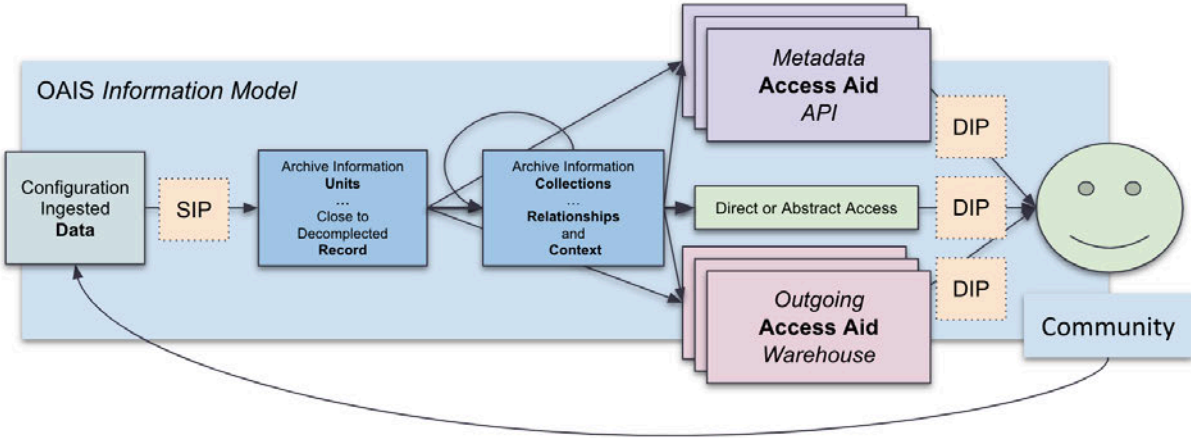 OAIS Information Model
Configuration
Ingested
Data
SIP
Archive Information
Units
...
Close to
Decomplected
Record
Archive Information
Collections
...
Relationships
and
Context
Metadata
Access Aid
API
Direct or Abstract Access
Outgoing
Access Aid
Warehouse
DIP
DIP
DIP
Community